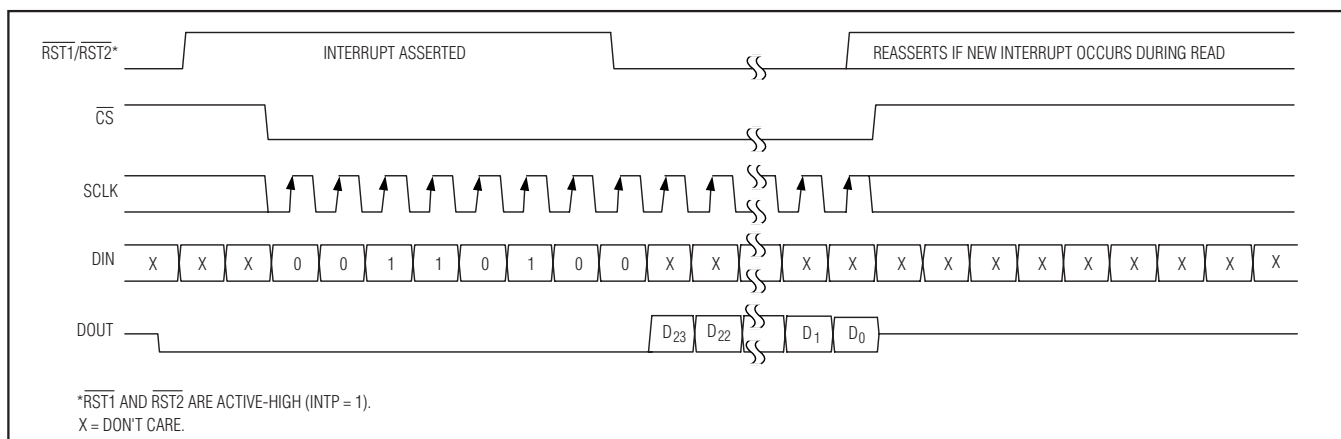 RST1/RST2* INTERRUPT ASSERTED REASSERTS IF NEW INTERRUPT OCCURS DURING READ
CS
SCLK
DIN X X X 0 0 1 1 0 1 0 0 X X X X X X X X X X X X X
DOUT D23 D22 D1 D0
*RST1 AND RST2 ARE ACTIVE-HIGH (INTP = 1).
X = DON'T CARE.